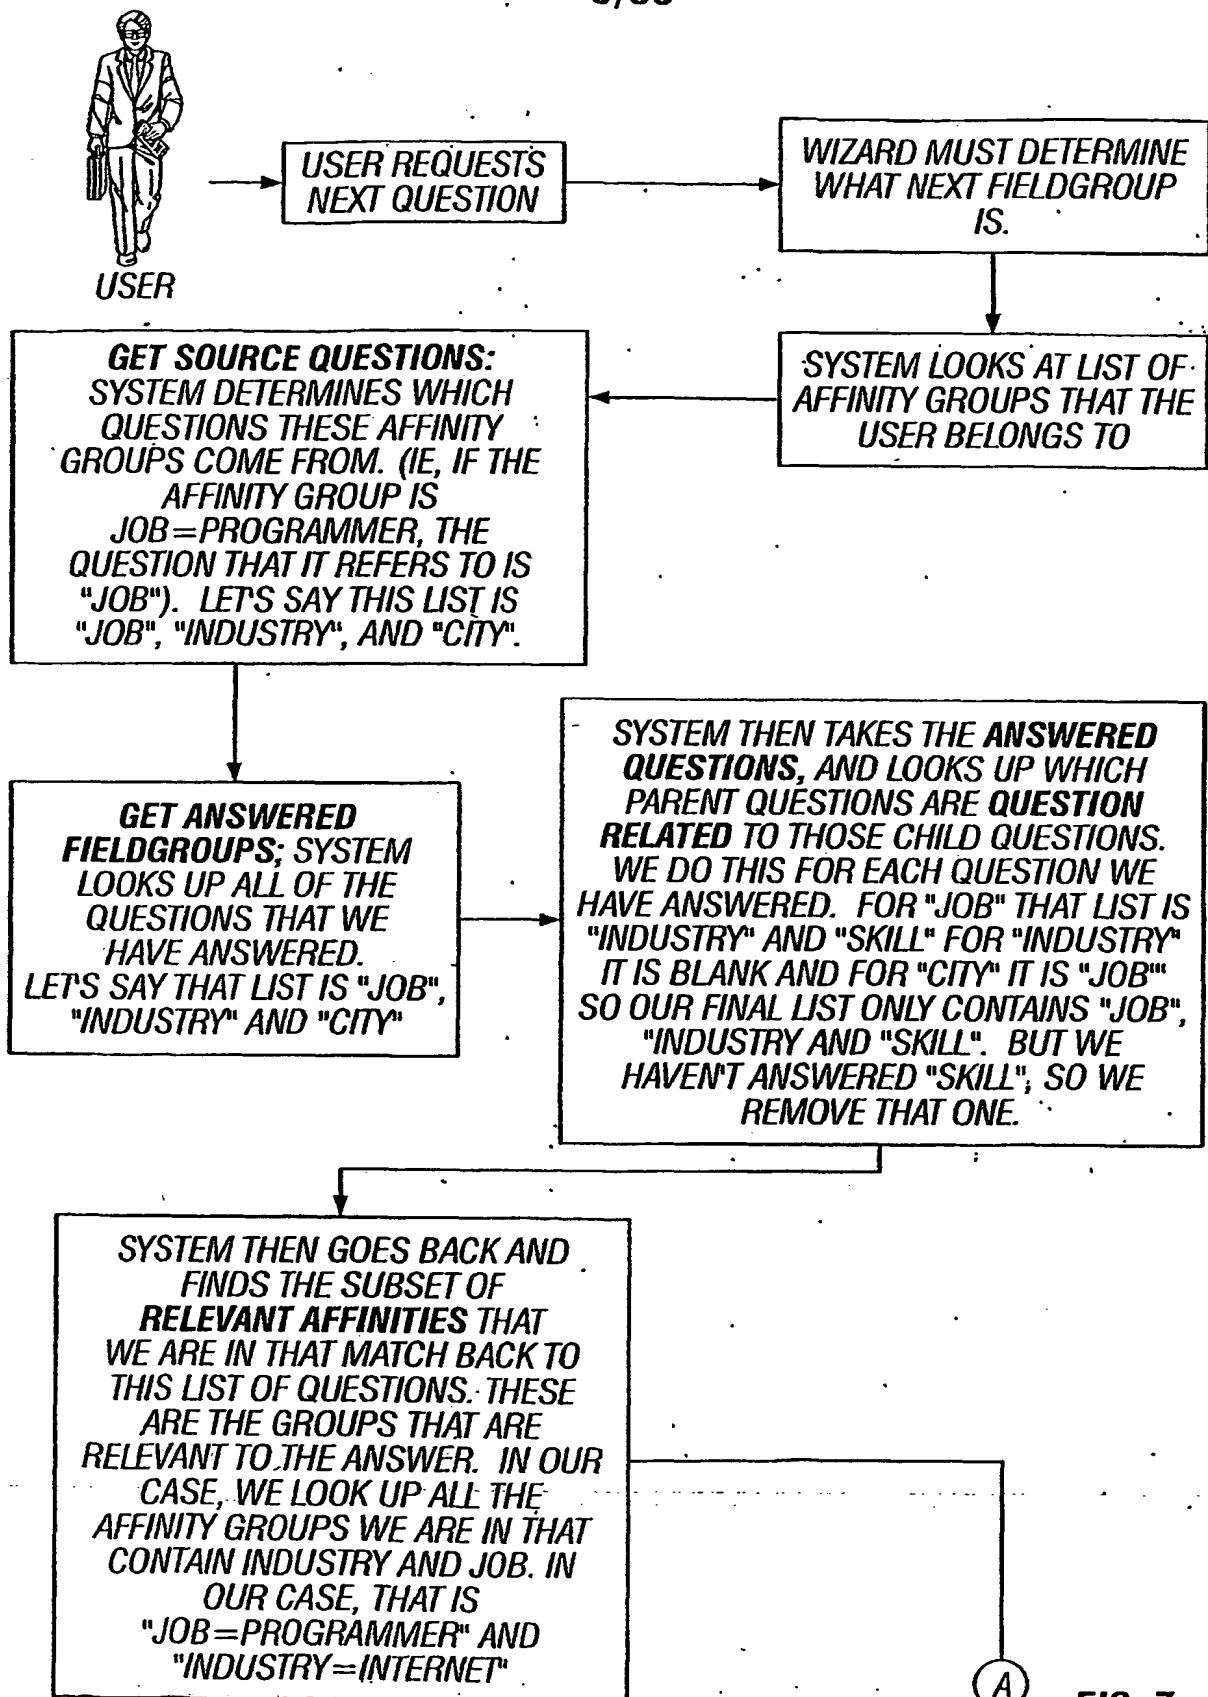 USER REQUESTS
NEXT QUESTION
WIZARD MUST DETERMINE
WHAT NEXT FIELDGROUP
IS.
USER
SYSTEM LOOKS AT LIST OF
AFFINITY GROUPS THAT THE
USER BELONGS TO
GET SOURCE QUESTIONS:
SYSTEM DETERMINES WHICH
QUESTIONS THESE AFFINITY
GROUPS COME FROM. (IE, IF THE
AFFINITY GROUP IS
JOB=PROGRAMMER, THE
QUESTION THAT IT REFERS TO IS
"JOB"). LET'S SAY THIS LIST IS
"JOB", "INDUSTRY", AND "CITY".
GET ANSWERED
FIELDGROUPS; SYSTEM
LOOKS UP ALL OF THE
QUESTIONS THAT WE
HAVE ANSWERED.
LET'S SAY THAT LIST IS "JOB",
"INDUSTRY" AND "CITY"
SYSTEM THEN TAKES THE ANSWERED
QUESTIONS, AND LOOKS UP WHICH
PARENT QUESTIONS ARE QUESTION
RELATED TO THOSE CHILD QUESTIONS.
WE DO THIS FOR EACH QUESTION WE
HAVE ANSWERED. FOR "JOB" THAT LIST IS
"INDUSTRY" AND "SKILL" FOR "INDUSTRY"
IT IS BLANK AND FOR "CITY" IT IS "JOB"'
SO OUR FINAL LIST ONLY CONTAINS "JOB",
"INDUSTRY AND "SKILL". BUT WE
HAVEN'T ANSWERED "SKILL", SO WE
REMOVE THAT ONE.
SYSTEM THEN GOES BACK AND
FINDS THE SUBSET OF
RELEVANT AFFINITIES THAT
WE ARE IN THAT MATCH BACK TO
THIS LIST OF QUESTIONS. THESE
ARE THE GROUPS THAT ARE
RELEVANT TO THE ANSWER. IN OUR
CASE, WE LOOK UP ALL THE
AFFINITY GROUPS WE ARE IN THAT
CONTAIN INDUSTRY AND JOB. IN
OUR CASE, THAT IS
"JOB=PROGRAMMER" AND
"INDUSTRY=INTERNET"
A